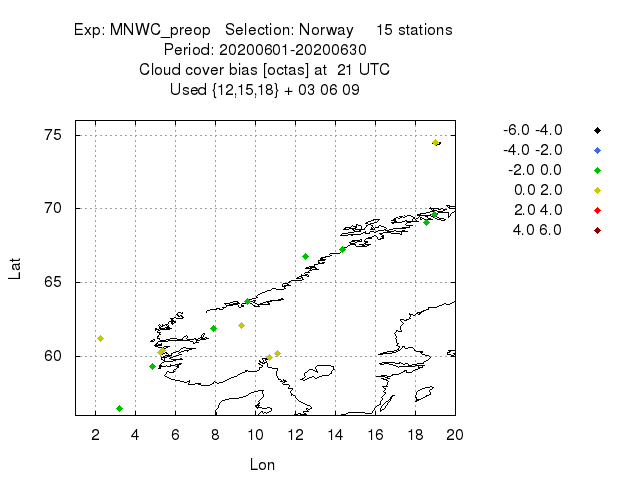 Exp: MNWC_preop   Selection: Norway     15 stations
Period: 20200601-20200630
Cloud cover bias [octas] at  21 UTC
Used {12,15,18} + 03 06 09
75
70
65
60
Lat
2 4 6 8 10 12 14 16 18 20
Lon
-6.0 -4.0
-4.0 -2.0
-2.0 0.0
0.0 2.0
2.0 4.0
4.0 6.0